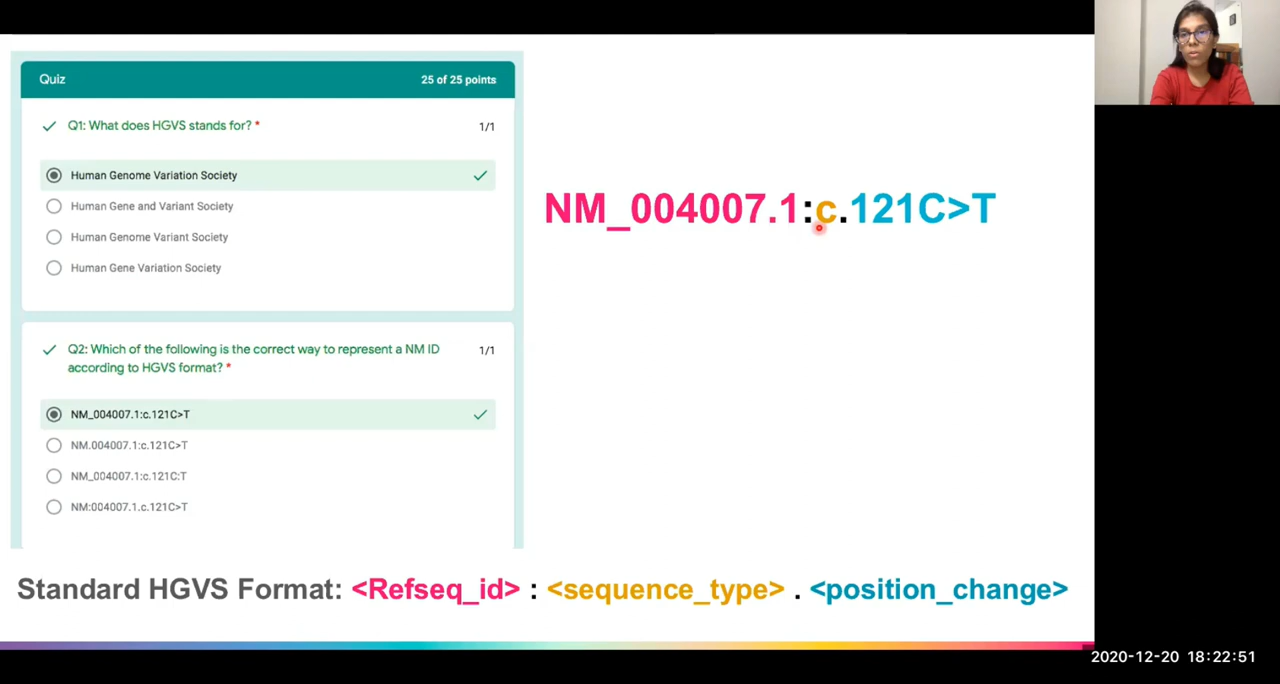 Quiz 25 of 25 points
Q1: What does HGVS stands for? * 1/1
Human Genome Variation Society
Human Gene and Variant Society
Human Genome Variant Society
Human Gene Variation Society
Q2: Which of the following is the correct way to represent a NM ID 1/1
according to HGVS format? *
NM_004007.1:c.121C>T
NM.004007.1:c.121C>T
NM_004007.1:c.121C:T
NM:004007.1.c.121C>T
NM_004007.1:c.121C>T
Standard HGVS Format: <Refseq_id> : <sequence_type> . <position_change>
2020-12-20 18:22:51